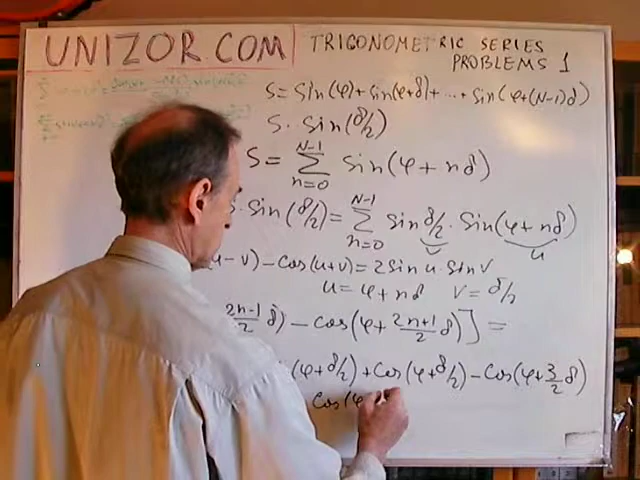 UNIZOR.COM
TRIGONOMETRIC SERIES
PROBLEMS 1
S = Sin(φ) + Sin(φ+δ) + ... + Sin(φ+(N-1)δ)
S · Sin(δ/2)
S = N-1 Σ n=0 Sin(φ + nδ)
S · Sin(δ/2) = N-1 Σ n=0 Sin δ/2 · Sin(φ + nδ)
v u
(u - v) - Cos(u+v) = 2 Sin u · Sin v
u = φ + nδ v = δ/2
2n-1/2 δ) - Cos(φ + 2n+1/2 δ)] =
(φ + δ/2) + Cos(φ + δ/2) - Cos(φ + 3/2 δ)
Cos(φ